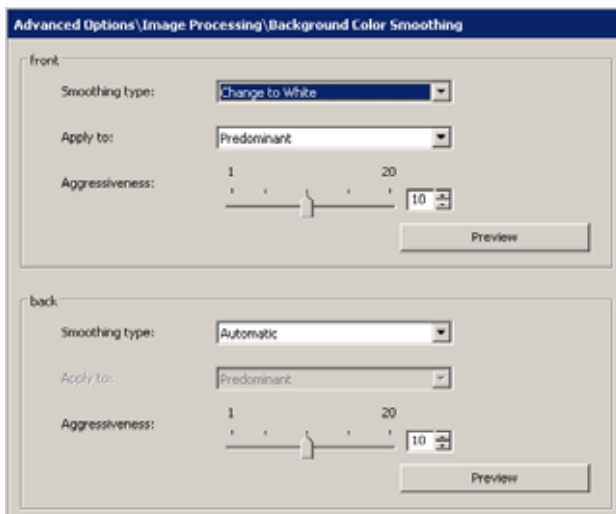 Advanced Options\Image Processing\Background Color Smoothing
front
Smoothing type: Change to White
Apply to: Predominant
1 20
Aggressiveness: 10
Preview
back
Smoothing type: Automatic
Apply to: Predominant
1 20
Aggressiveness: 10
Preview